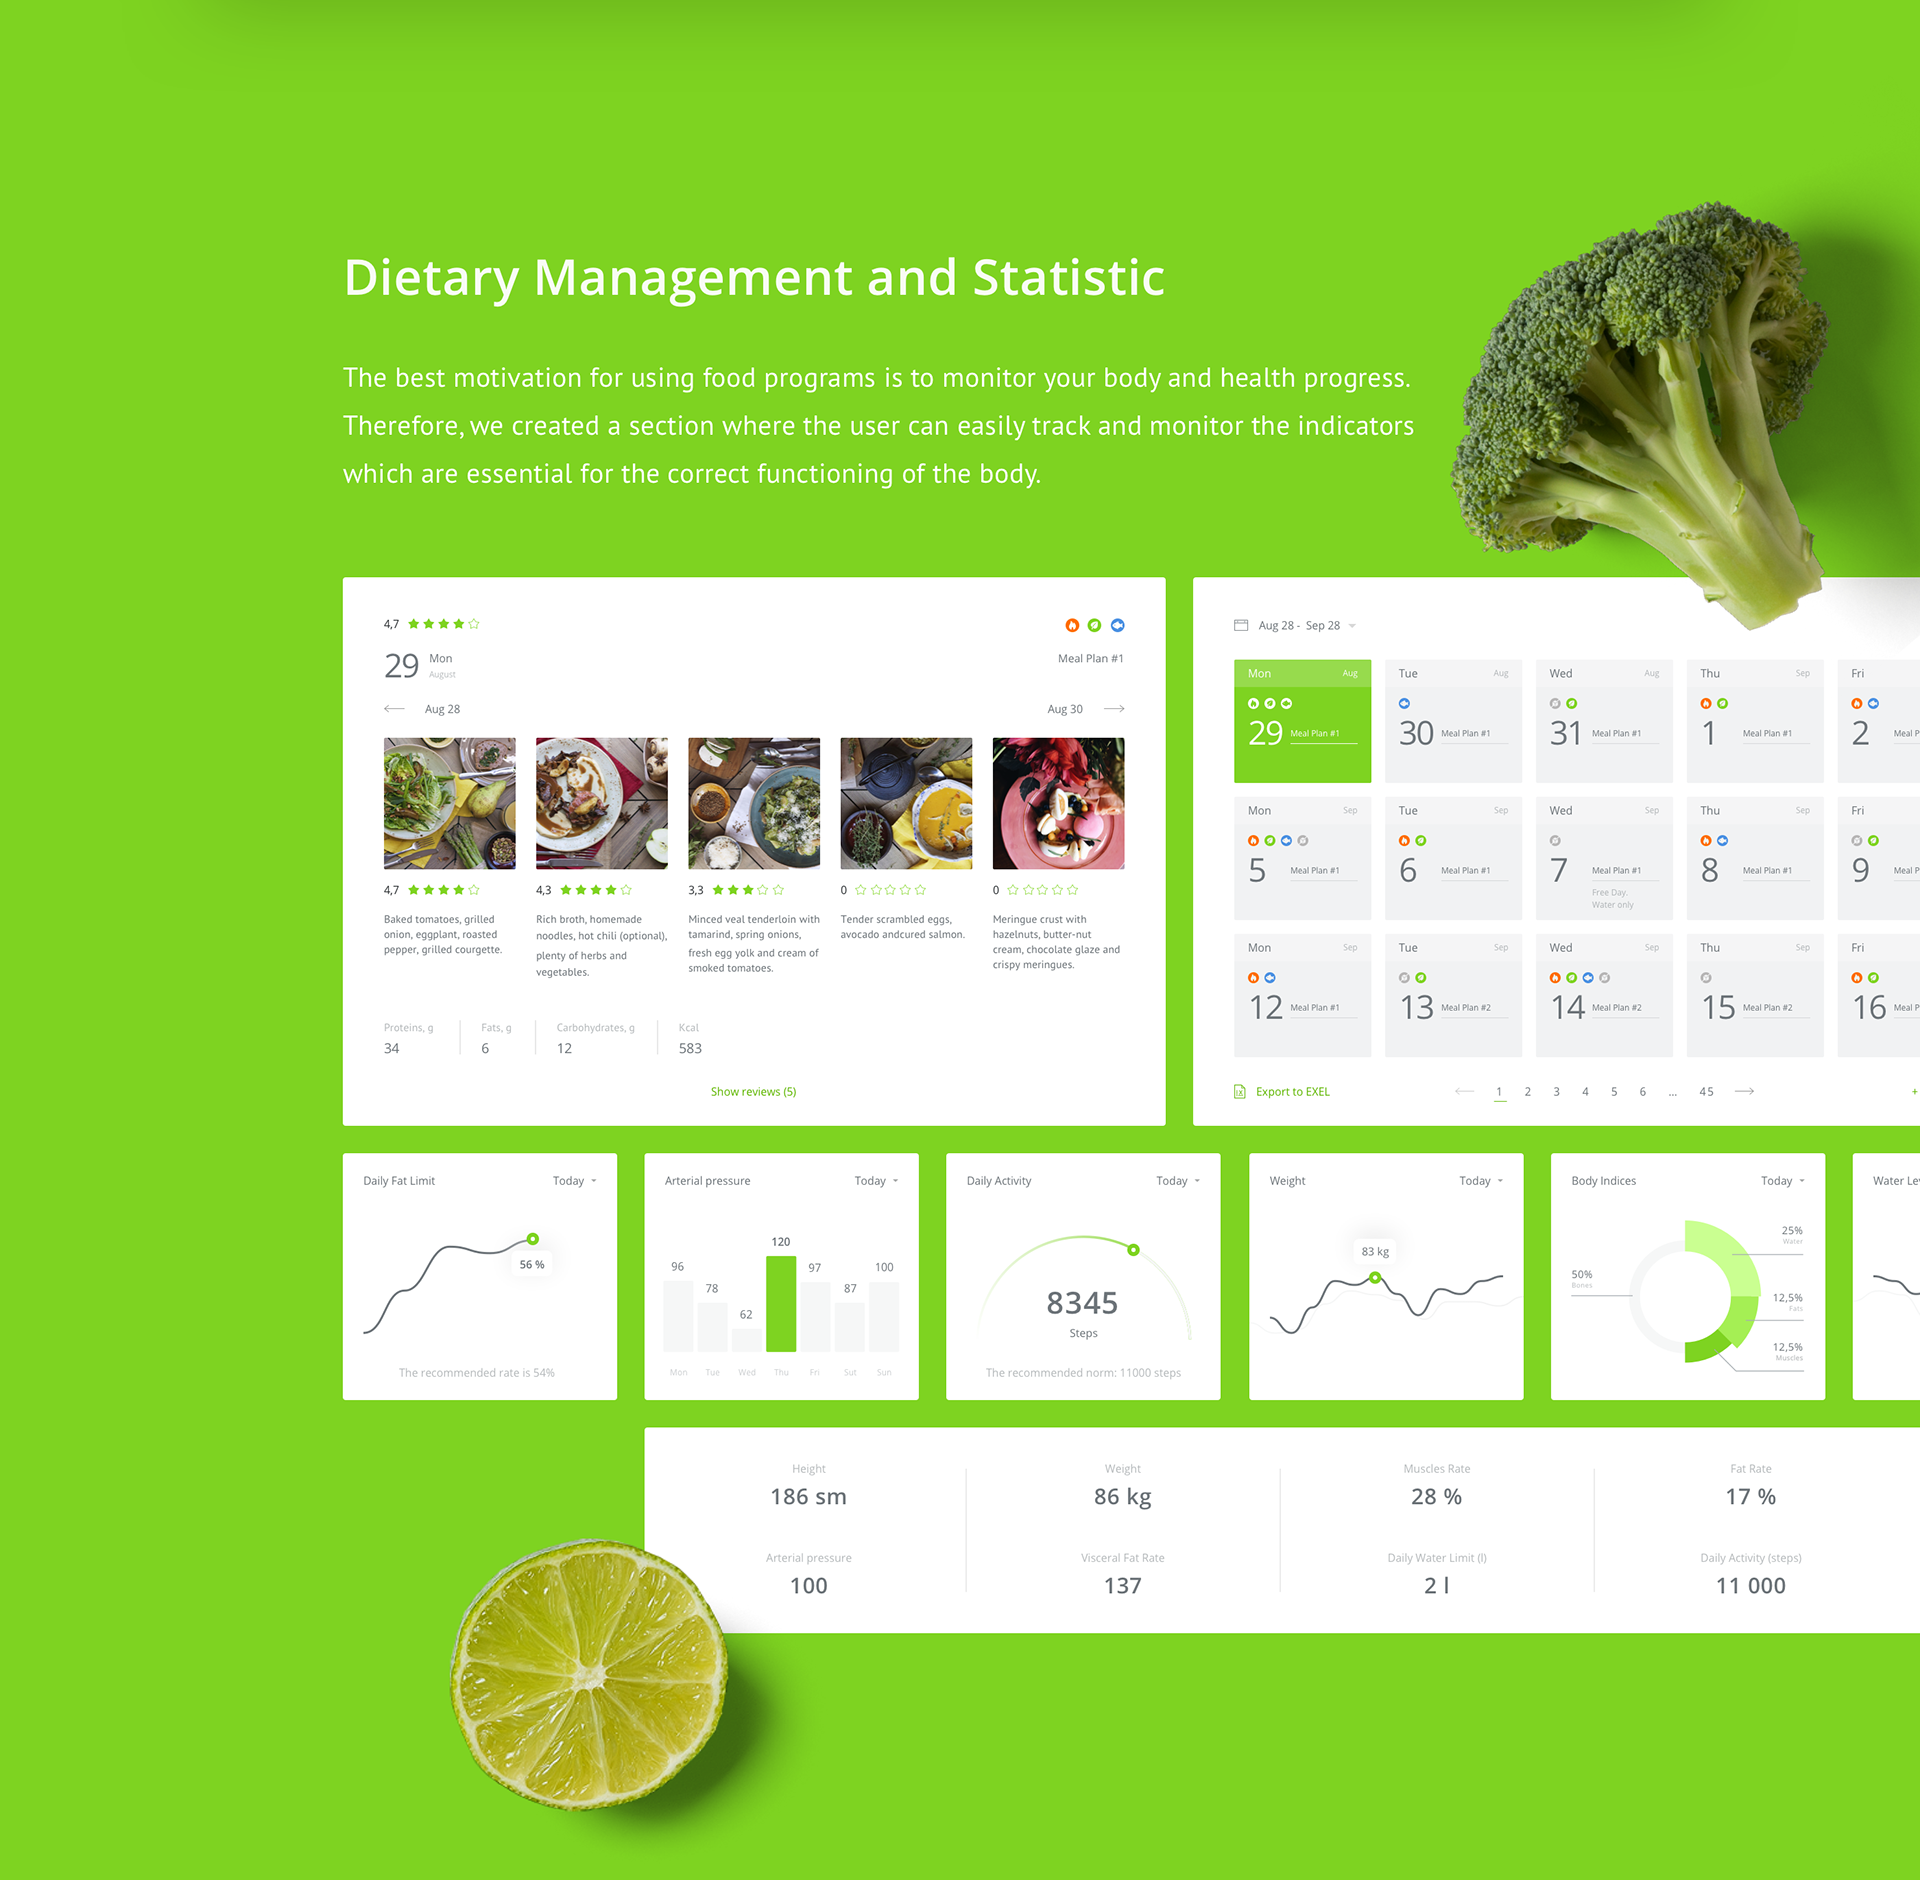 Dietary Management and Statistic
The best motivation for using food programs is to monitor your body and health progress.
Therefore, we created a section where the user can easily track and monitor the indicators
which are essential for the correct functioning of the body.
4,7
29 Mon
August
Meal Plan #1
Aug 28
Aug 30
4,7
Baked tomatoes, grilled
onion, eggplant, roasted
pepper, grilled courgette.
4,3
Rich broth, homemade
noodles, hot chili (optional),
plenty of herbs and
vegetables.
3,3
Minced veal tenderloin with
tamarind, spring onions,
fresh egg yolk and cream of
smoked tomatoes.
0
Tender scrambled eggs,
avocado andcured salmon.
0
Meringue crust with
hazelnuts, butter-nut
cream, chocolate glaze and
crispy meringues.
Proteins, g
34
Fats, g
6
Carbohydrates, g
12
Kcal
583
Show reviews (5)
Aug 28 - Sep 28
Mon Aug
29 Meal Plan #1
Tue Aug
30 Meal Plan #1
Wed Aug
31 Meal Plan #1
Thu Sep
1 Meal Plan #1
Fri
2 Meal P
Mon Sep
5 Meal Plan #1
Tue Sep
6 Meal Plan #1
Wed Sep
7 Meal Plan #1
Free Day.
Water only
Thu Sep
8 Meal Plan #1
Fri
9 Meal P
Mon Sep
12 Meal Plan #1
Tue Sep
13 Meal Plan #2
Wed Sep
14 Meal Plan #2
Thu Sep
15 Meal Plan #2
Fri
16 Meal P
Export to EXEL
1 2 3 4 5 6 ... 45
+
Daily Fat Limit Today
56 %
The recommended rate is 54%
Arterial pressure Today
96 78 62 120 97 87 100
Mon Tue Wed Thu Fri Sut Sun
Daily Activity Today
8345
Steps
The recommended norm: 11000 steps
Weight Today
83 kg
Body Indices Today
25%
Water
50%
Bones
12,5%
Fats
12,5%
Muscles
Water Le
Height
186 sm
Weight
86 kg
Muscles Rate
28 %
Fat Rate
17 %
Arterial pressure
100
Visceral Fat Rate
137
Daily Water Limit (l)
2 l
Daily Activity (steps)
11 000